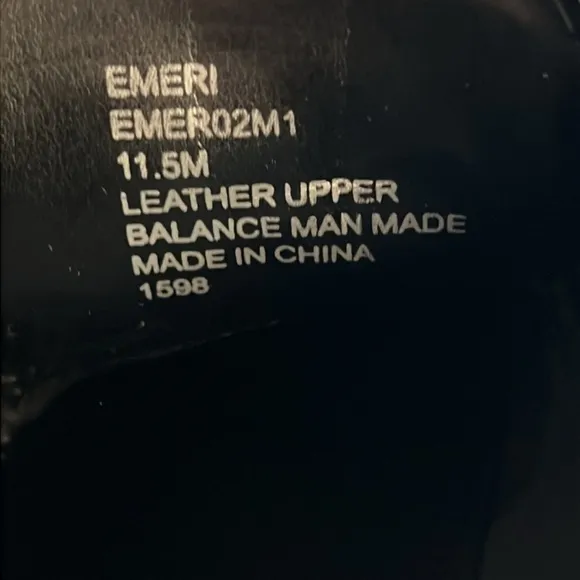 EMERI
EMER02M1
11.5M
LEATHER UPPER
BALANCE MAN MADE
MADE IN CHINA
1598